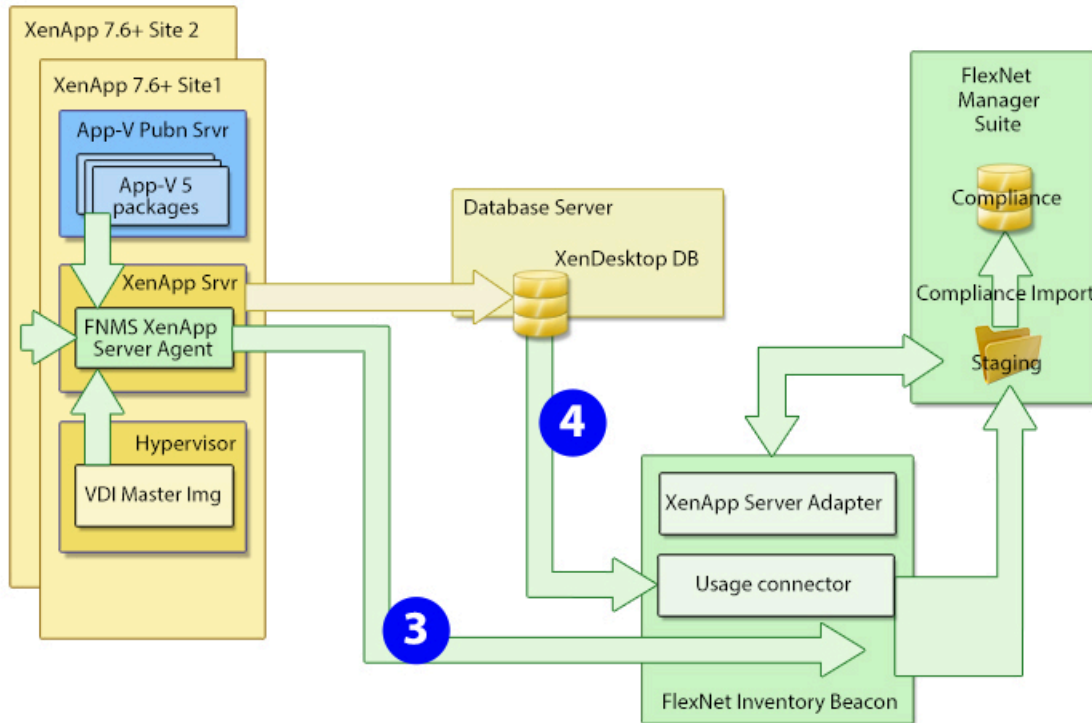 XenApp 7.6+ Site 2
XenApp 7.6+ Site1
App-V Pubn Srvr
App-V 5
packages
XenApp Srvr
FNMS XenApp
Server Agent
Hypervisor
VDI Master Img
Database Server
XenDesktop DB
4
3
FlexNet
Manager
Suite
Compliance
Compliance Import
Staging
XenApp Server Adapter
Usage connector
FlexNet Inventory Beacon